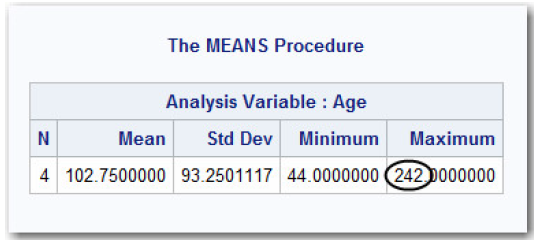 The MEANS Procedure
Analysis Variable : Age
N Mean Std Dev Minimum Maximum
4 102.7500000 93.2501117 44.0000000 242.0000000